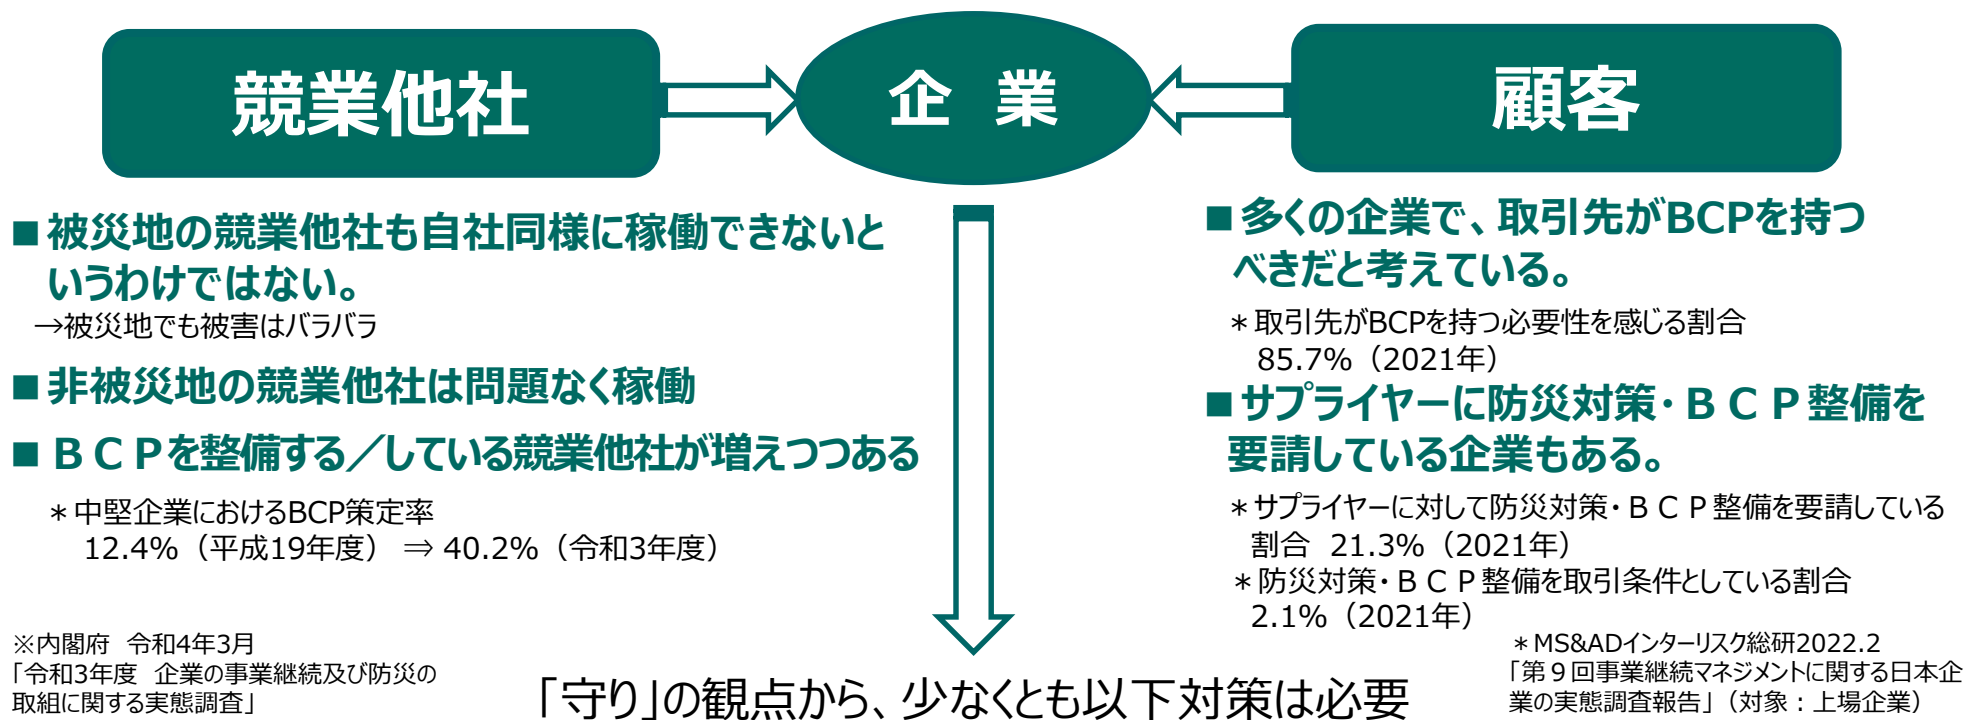 競業他社
企　業
顧客
■被災地の競業他社も自社同様に稼働できないと
いうわけではない。
→被災地でも被害はバラバラ
■非被災地の競業他社は問題なく稼働
■ＢＣＰを整備する／している競業他社が増えつつある
＊中堅企業におけるBCP策定率
12.4%（平成19年度） ⇒ 40.2%（令和3年度）
※内閣府　令和4年3月
「令和3年度　企業の事業継続及び防災の
取組に関する実態調査」
■多くの企業で、取引先がBCPを持つ
べきだと考えている。
＊取引先がBCPを持つ必要性を感じる割合
85.7%（2021年）
■サプライヤーに防災対策・ＢＣＰ整備を
要請している企業もある。
＊サプライヤーに対して防災対策・ＢＣＰ整備を要請している
割合　21.3%（2021年）
＊防災対策・ＢＣＰ整備を取引条件としている割合
2.1%（2021年）
＊MS&ADインターリスク総研2022.2
「第９回事業継続マネジメントに関する日本企
業の実態調査報告」（対象：上場企業）
「守り」の観点から、少なくとも以下対策は必要